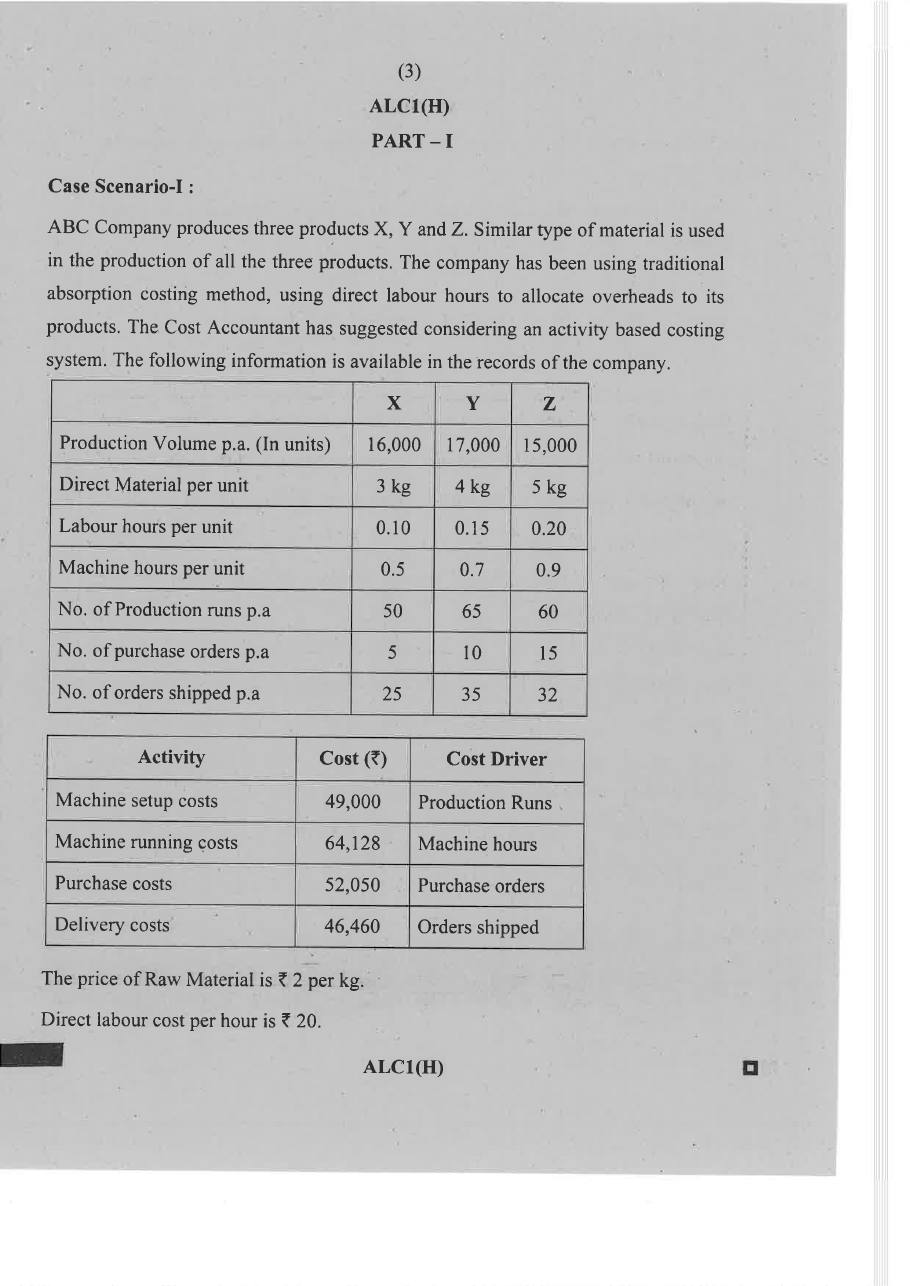 (3)
ALC1(H)
PART – I
Case Scenario-I :
ABC Company produces three products X, Y and Z. Similar type of material is used
in the production of all the three products. The company has been using traditional
absorption costing method, using direct labour hours to allocate overheads to its
products. The Cost Accountant has suggested considering an activity based costing
system. The following information is available in the records of the company.
X Y Z
Production Volume p.a. (In units) 16,000 17,000 15,000
Direct Material per unit 3 kg 4 kg 5 kg
Labour hours per unit 0.10 0.15 0.20
Machine hours per unit 0.5 0.7 0.9
No. of Production runs p.a 50 65 60
No. of purchase orders p.a 5 10 15
No. of orders shipped p.a 25 35 32
Activity Cost (₹) Cost Driver
Machine setup costs 49,000 Production Runs
Machine running costs 64,128 Machine hours
Purchase costs 52,050 Purchase orders
Delivery costs 46,460 Orders shipped
The price of Raw Material is ₹ 2 per kg.
Direct labour cost per hour is ₹ 20.
ALC1(H)